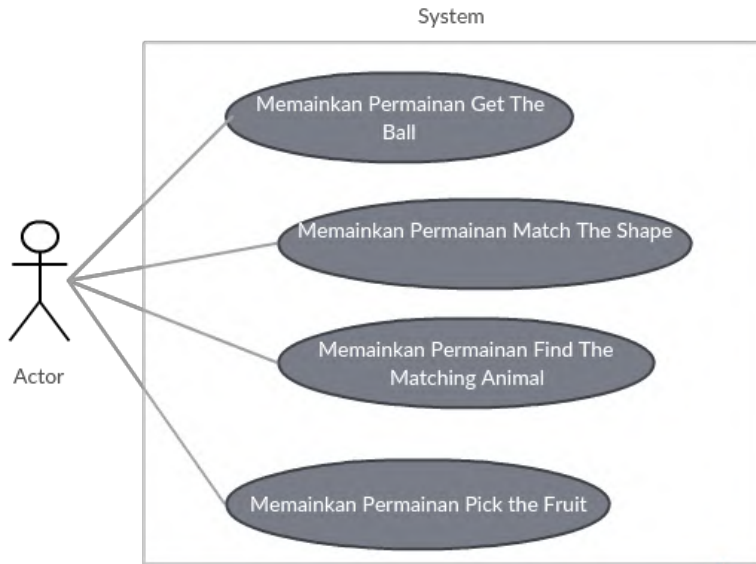 System
Memainkan Permainan Get The
Ball
Memainkan Permainan Match The Shape
Memainkan Permainan Find The
Matching Animal
Actor
Memainkan Permainan Pick the Fruit